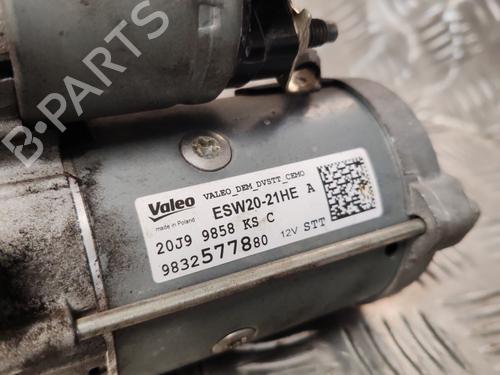 B-PARTS
Valeo
VALEO_DEM_DVSTT_CEMO
made in Poland
ESW20-21HE A
20J9 9858 KS C
9832577880
12V STT